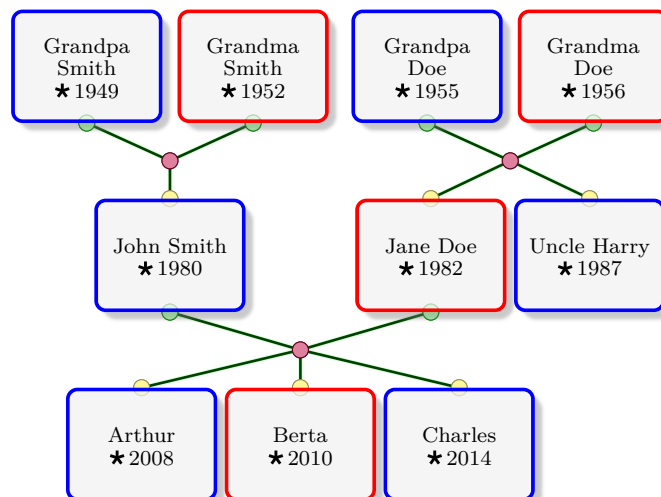 Grandpa
Smith
★1949
Grandma
Smith
★1952
Grandpa
Doe
★1955
Grandma
Doe
★1956
John Smith
★1980
Jane Doe
★1982
Uncle Harry
★1987
Arthur
★2008
Berta
★2010
Charles
★2014